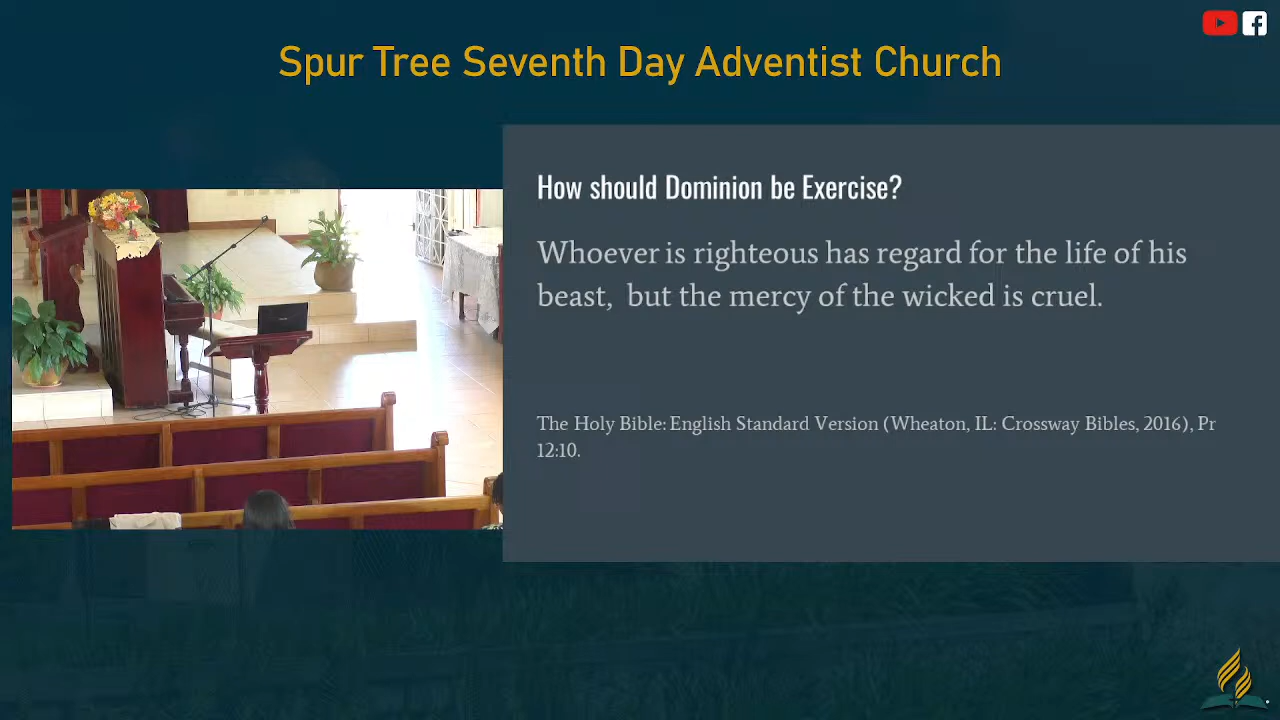 Spur Tree Seventh Day Adventist Church
How should Dominion be Exercise?
Whoever is righteous has regard for the life of his
beast,  but the mercy of the wicked is cruel.
The Holy Bible: English Standard Version (Wheaton, IL: Crossway Bibles, 2016), Pr
12:10.